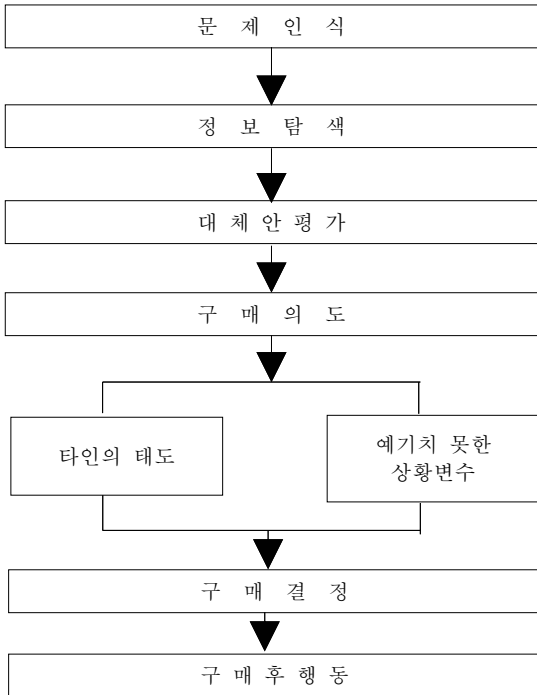 문 제 인 식
정 보 탐 색
대 체 안 평 가
구 매 의 도
타인의 태도
예기치 못한
상황변수
구 매 결 정
구 매 후 행 동